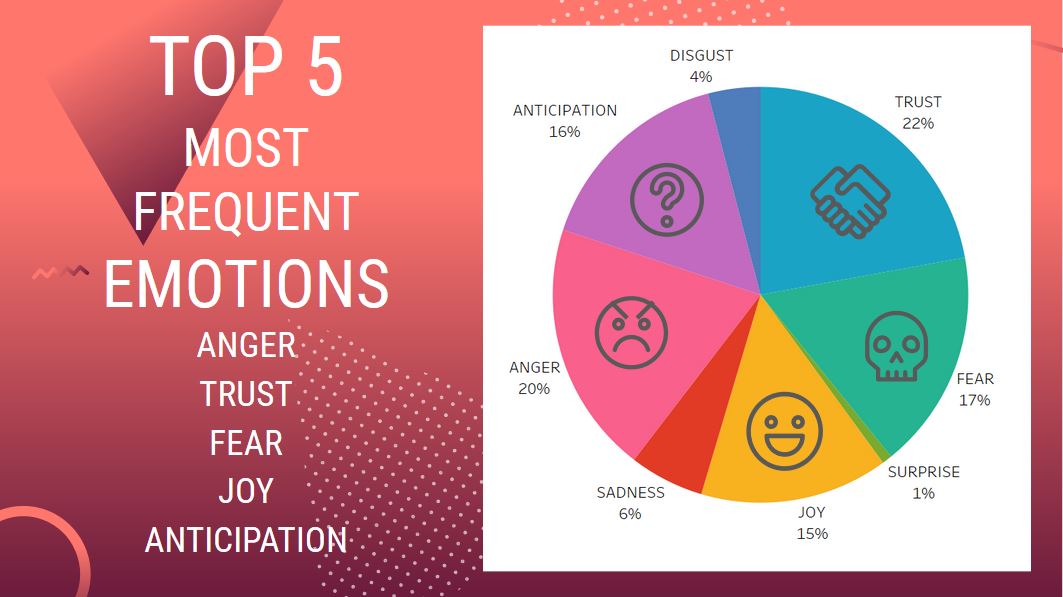 TOP 5
MOST
FREQUENT
EMOTIONS
ANGER
TRUST
FEAR
JOY
ANTICIPATION
DISGUST
4%
TRUST
22%
ANTICIPATION
16%
ANGER
20%
FEAR
17%
SURPRISE
1%
SADNESS
6%
JOY
15%